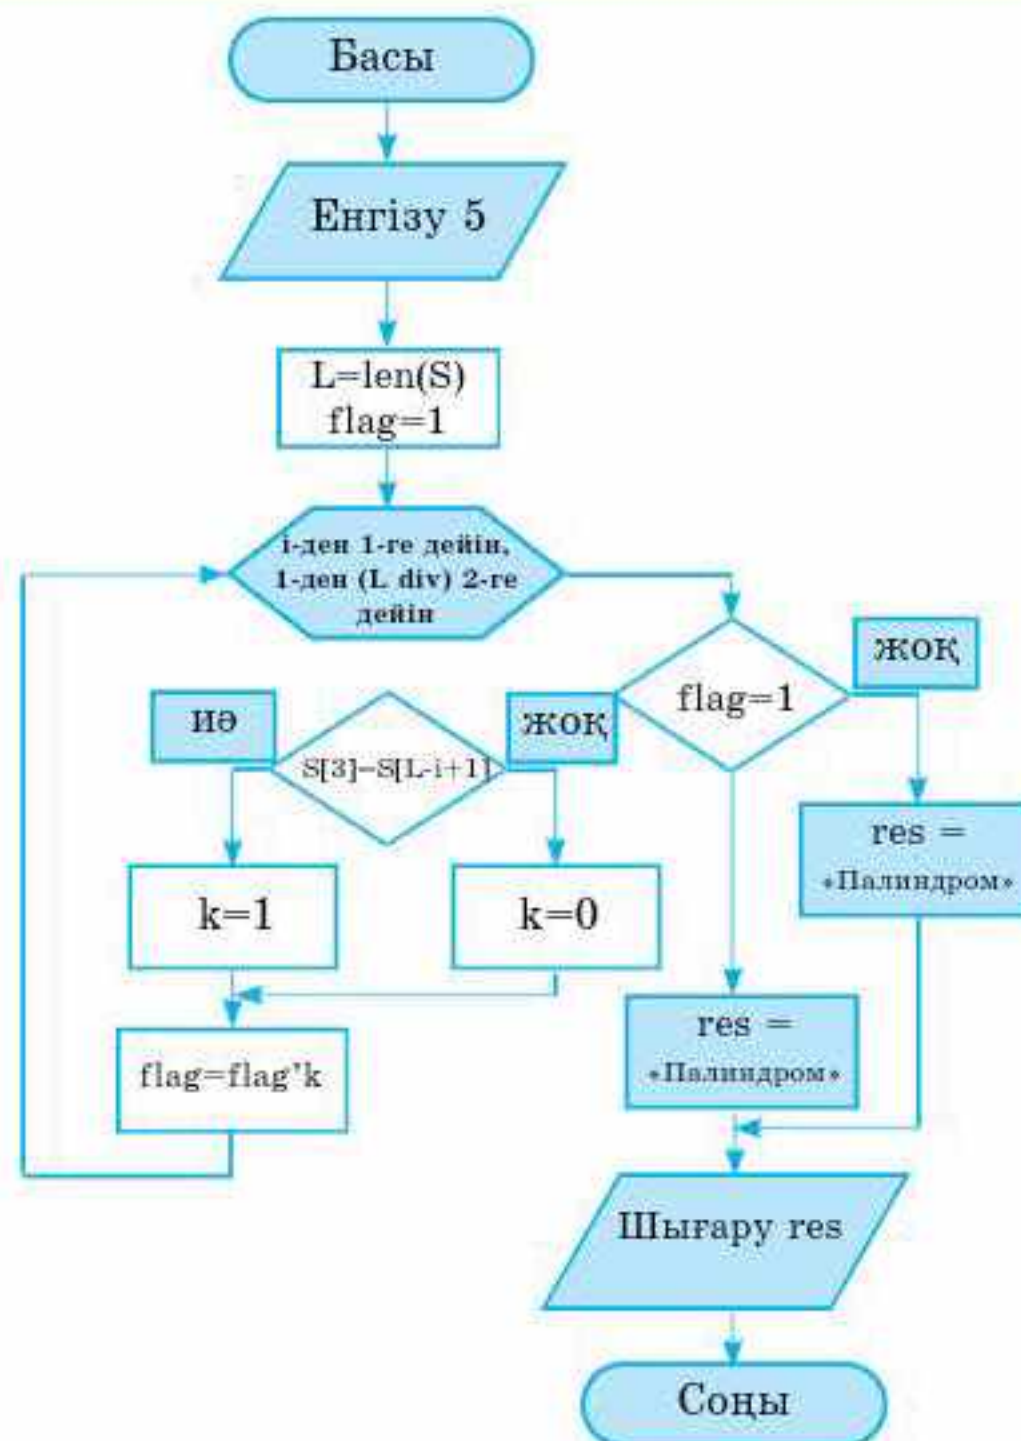 Басы
Енгізу 5
L=len(S)
flag=1
i-ден 1-ге дейін,
1-ден (L div) 2-ге
дейін
иә
S[3]=S[L-i+1]
жоқ
k=1
k=0
flag=flag*k
flag=1
жоқ
res =
«Палиндром»
res =
«Палиндром»
Шығару res
Соңы